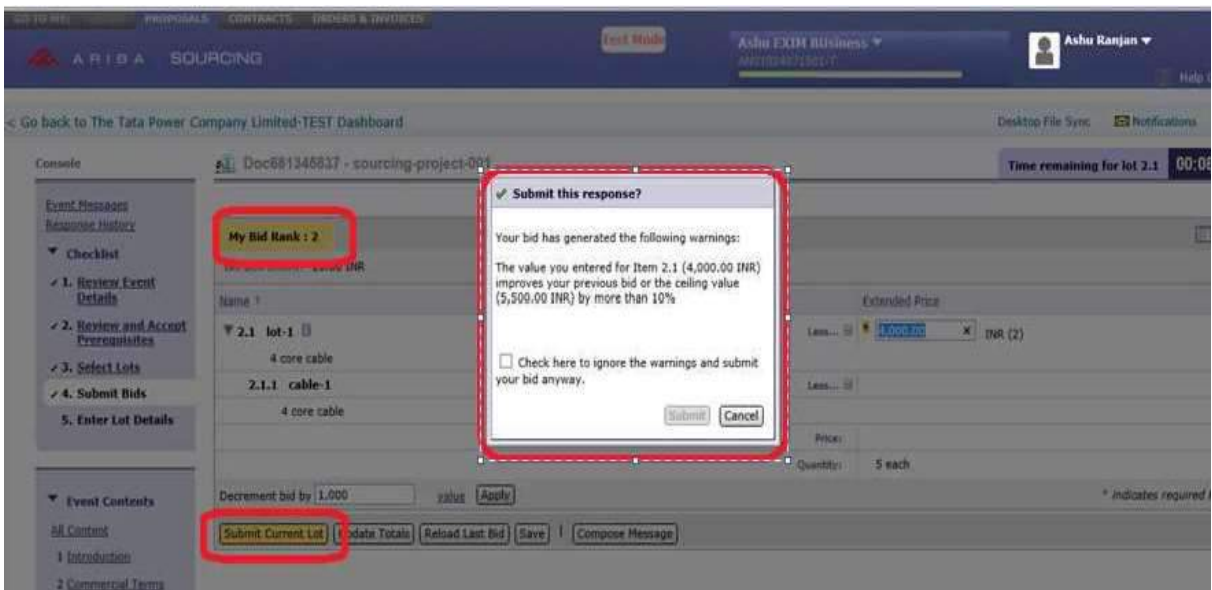 PROPOSALS CONTRACTS ORDERS & INVOICES
ARIBA SOURCING
Test Mode
Ashu EXIM BUsiness
Ashu Ranjan
Help
< Go back to The Tata Power Company Limited-TEST Dashboard
Desktop File Sync Notifications
Console
Doc681346837 - sourcing-project-001
Time remaining for lot 2.1
Event Messages
Response History
Checklist
1. Review Event Details
2. Review and Accept Prerequisites
3. Select Lots
4. Submit Bids
5. Enter Lot Details
My Bid Rank : 2
INR
Name ↑
Extended Price
2.1 lot-1
Less...
4,000.00 X INR (2)
4 core cable
2.1.1 cable-1
Less...
4 core cable
Price:
Quantity: 5 each
Submit this response?
Your bid has generated the following warnings:
The value you entered for Item 2.1 (4,000.00 INR)
improves your previous bid or the ceiling value
(5,500.00 INR) by more than 10%
Check here to ignore the warnings and submit
your bid anyway.
Submit Cancel
Decrement bid by 1.000 value Apply
* indicates required
Submit Current Lot Update Totals Reload Last Bid Save | Compose Message
Event Contents
All Content
1 Introduction
2 Commercial Terms